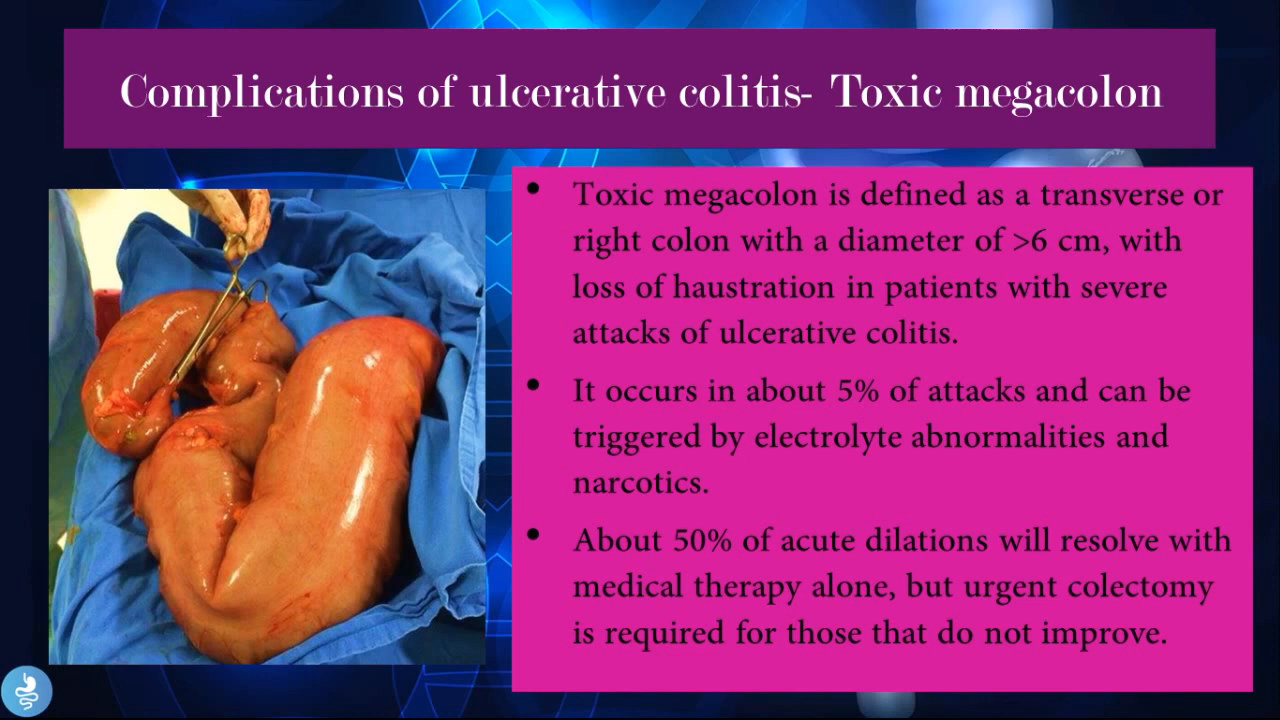 Complications of ulcerative colitis- Toxic megacolon
• Toxic megacolon is defined as a transverse or
right colon with a diameter of >6 cm, with
loss of haustration in patients with severe
attacks of ulcerative colitis.
• It occurs in about 5% of attacks and can be
triggered by electrolyte abnormalities and
narcotics.
• About 50% of acute dilations will resolve with
medical therapy alone, but urgent colectomy
is required for those that do not improve.